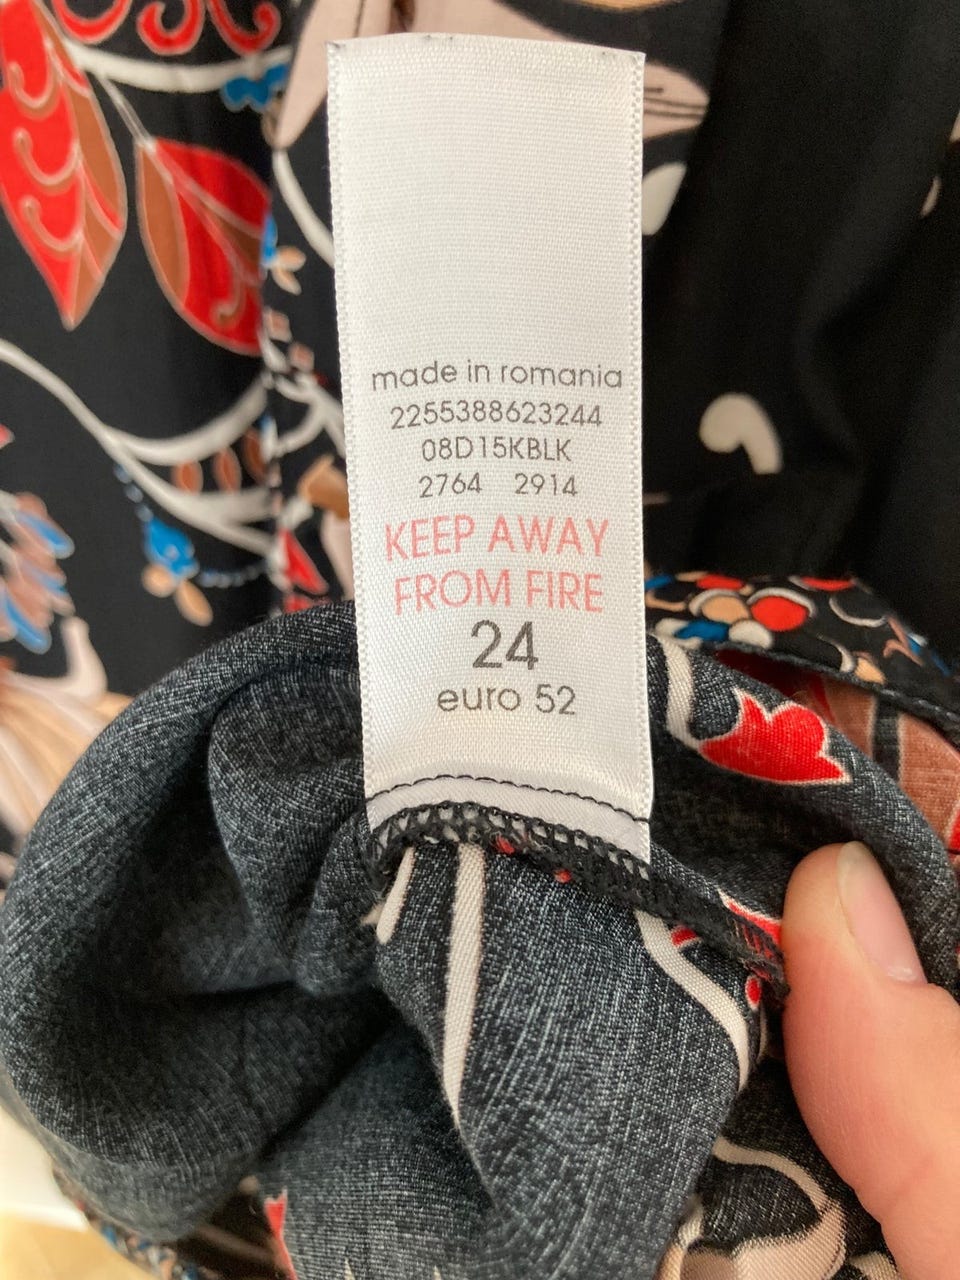 made in romania
2255388623244
08D15KBLK
2764 2914
KEEP AWAY
FROM FIRE
24
euro 52